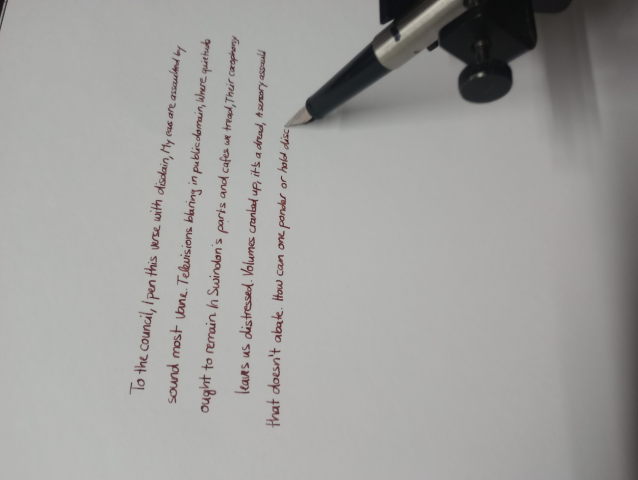 To the council, I pen this verse with disdain, My ears are assaulted by
sound most vane. Televisions blaring in public domain, Where quietude
ought to remain In Swindon's parts and cafes we tread, Their cacophony
leaves us distressed. Volumes cranked up, it's a dread, A sensory assauld
that doesn't abate. How can one ponder or hold disc